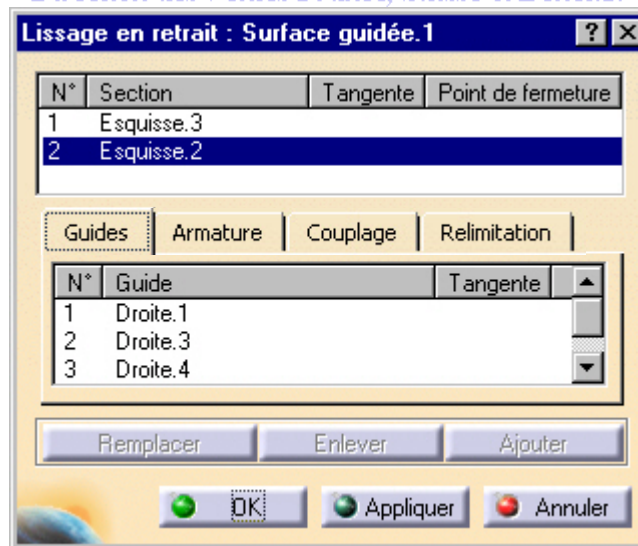 Lissage en retrait : Surface guidée.1
N° Section Tangente Point de fermeture
1 Esquisse.3
2 Esquisse.2
Guides Armature Couplage Relimitation
N° Guide Tangente
1 Droite.1
2 Droite.3
3 Droite.4
Remplacer Enlever Ajouter
OK Appliquer Annuler